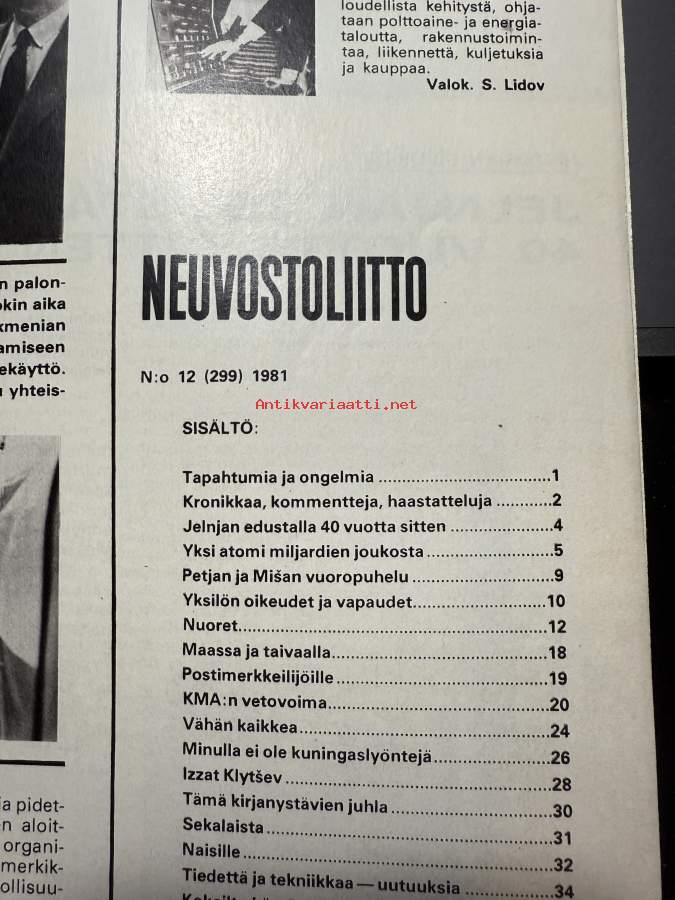 loudellista kehitystä, ohja-
taan polttoaine- ja energia-
taloutta, rakennustoimin-
taa, liikennettä, kuljetuksia
ja kauppaa.
Valok. S. Lidov
n palon-
okin aika
kmenian
amiseen
ekäyttö.
yhteis-
NEUVOSTOLIITTO
N:o 12 (299) 1981
Antikvariaatti.net
SISÄLTÖ:
Tapahtumia ja ongelmia ...................................1
Kronikkaa, kommentteja, haastatteluja ...........2
Jelnjan edustalla 40 vuotta sitten .....................4
Yksi atomi miljardien joukosta..........................5
Petjan ja Mišan vuoropuhelu .............................9
Yksilön oikeudet ja vapaudet...........................10
Nuoret...............................................................12
Maassa ja taivaalla............................................18
Postimerkkeilijöille ...........................................19
KMA:n vetovoima.............................................20
Vähän kaikkea...................................................24
Minulla ei ole kuningaslyöntejä.......................26
Izzat Klytšev .....................................................28
Tämä kirjanystävien juhla .................................30
Sekalaista..........................................................31
Naisille ..............................................................32
Tiedettä ja tekniikkaa — uutuuksia ..................34
ja pidet-
n aloit-
organi-
merkik-
ollisuu-